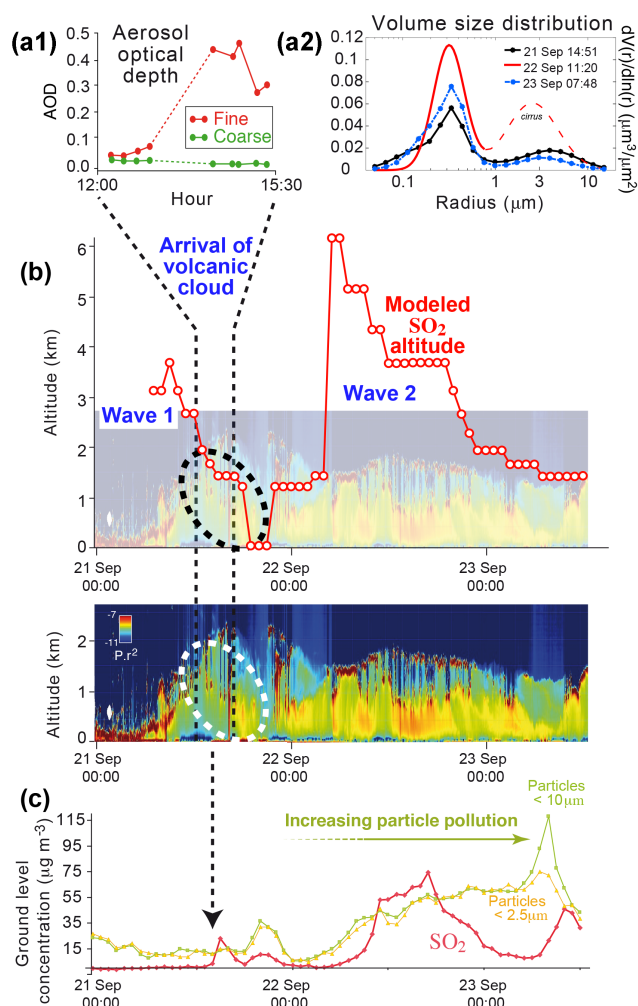 (a1) Aerosol
optical
depth
0.5
0.4
0.3
0.2
0.1
0.0
AOD
Fine
Coarse
12:00
15:30
Hour
(a2) Volume size distribution
0.12
0.09
0.06
0.04
0.02
0
21 Sep 14:51
22 Sep 11:20
23 Sep 07:48
cirrus
dV(r)/dln(r) (μm³/μm²)
0.1
1
3
10
Radius (μm)
(b)
Arrival of
volcanic
cloud
6
5
4
3
2
1
0
Altitude (km)
Wave 1
Wave 2
Modeled
SO₂
altitude
21 Sep
00:00
22 Sep
00:00
23 Sep
00:00
2
1
0
Altitude (km)
-7
-11
P.r²
21 Sep
00:00
22 Sep
00:00
23 Sep
00:00
(c)
115
95
75
55
35
15
Ground level
concentration (μg m-3)
Increasing particle pollution
Particles
< 10μm
Particles
< 2.5μm
SO₂
21 Sep
00:00
22 Sep
00:00
23 Sep
00:00